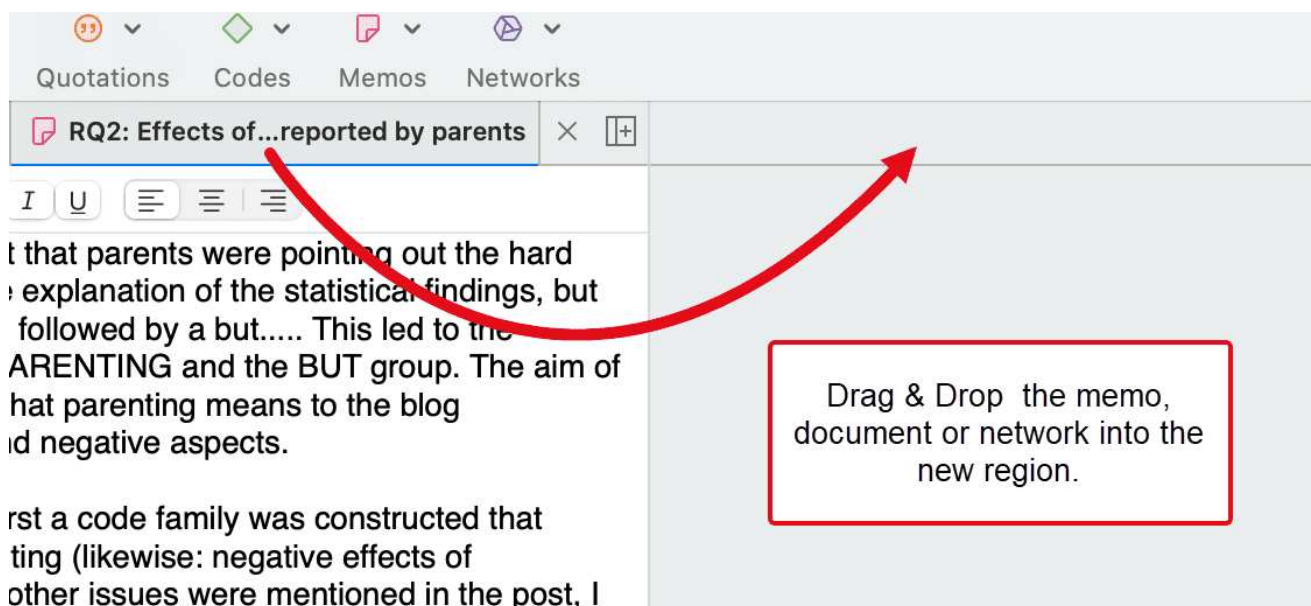 Quotations Codes Memos Networks
RQ2: Effects of...reported by parents
I U
t that parents were pointing out the hard
explanation of the statistical findings, but
followed by a but..... This led to the
ARENTING and the BUT group. The aim of
hat parenting means to the blog
d negative aspects.
rst a code family was constructed that
ting (likewise: negative effects of
other issues were mentioned in the post, I
Drag & Drop the memo,
document or network into the
new region.